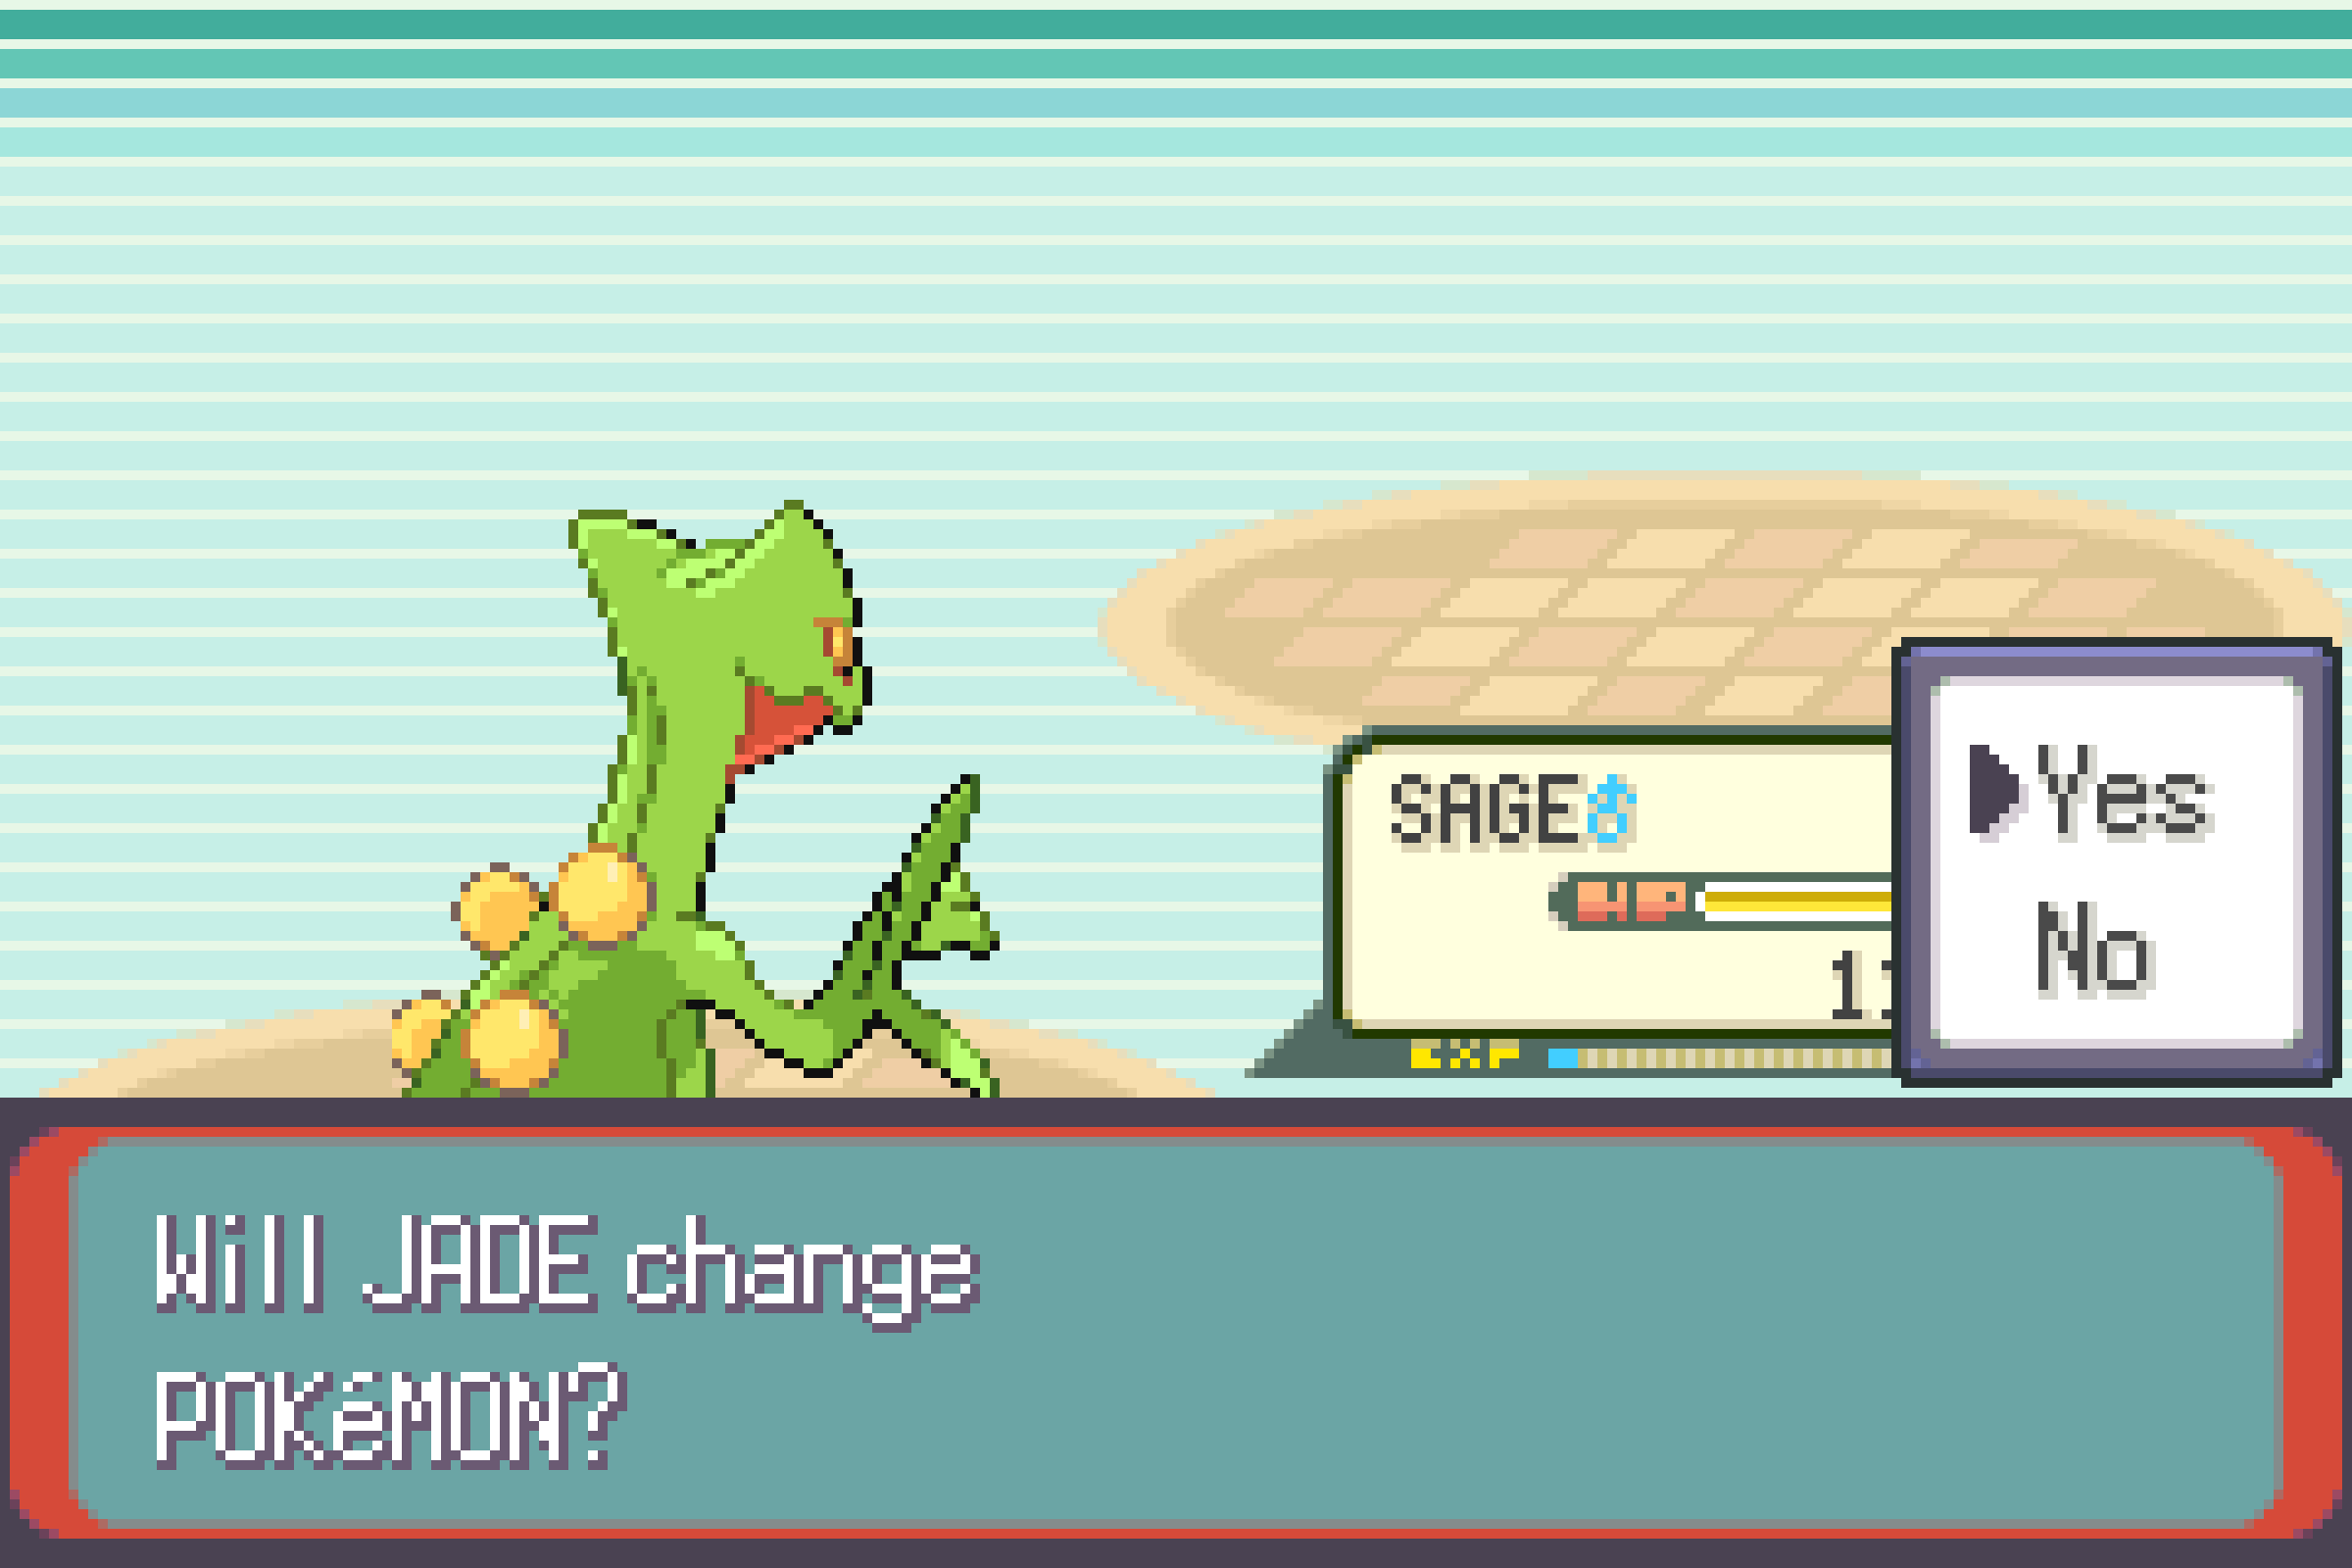 SAGE♂
HP
EXP
Yes
No
Will JADE change
POKéMON?